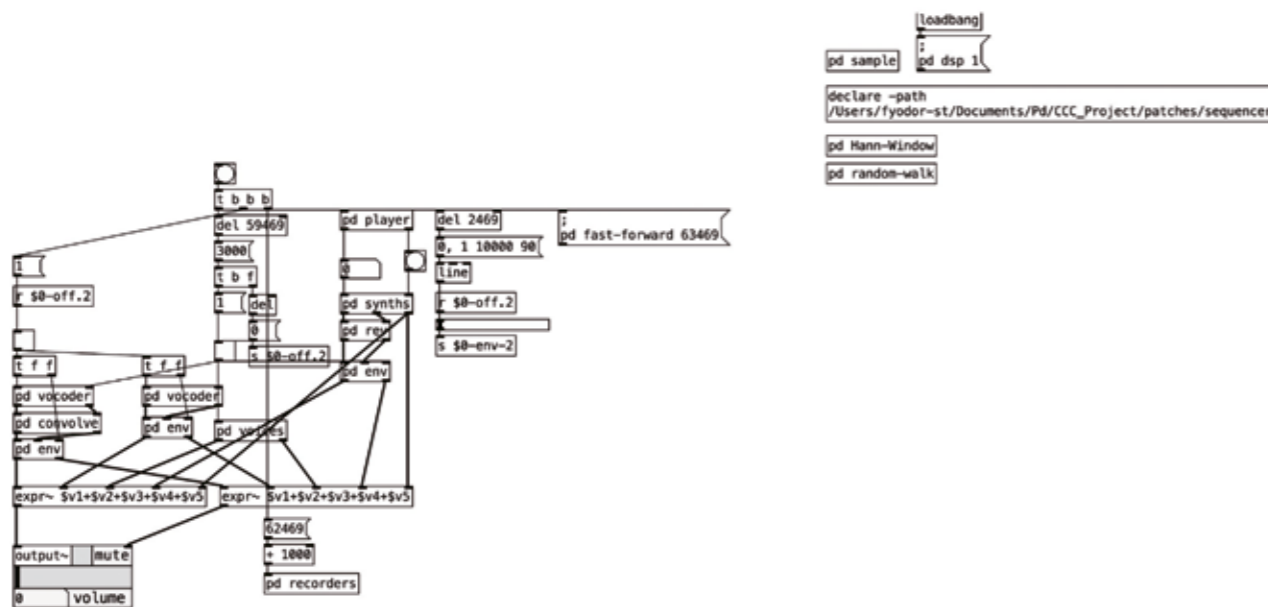 loadbang
;
pd dsp 1
pd sample
declare -path
/Users/fyodor-st/Documents/Pd/CCC_Project/patches/sequencer
pd Hann-Window
pd random-walk
t b b b
del 59469
pd player
del 2469
;
pd fast-forward 63469
3000
0, 1 10000 90
1
t b f
0
line
r $0-off.2
1
del
pd synths
r $0-off.2
0
pd rev
s $0-off.2
s $0-env-2
t f f
t f f
pd env
pd vocoder
pd vocoder
pd convolve
pd env
pd voices
pd env
expr~ $v1+$v2+$v3+$v4+$v5
expr~ $v1+$v2+$v3+$v4+$v5
62469
output~
mute
+ 1000
pd recorders
0
volume